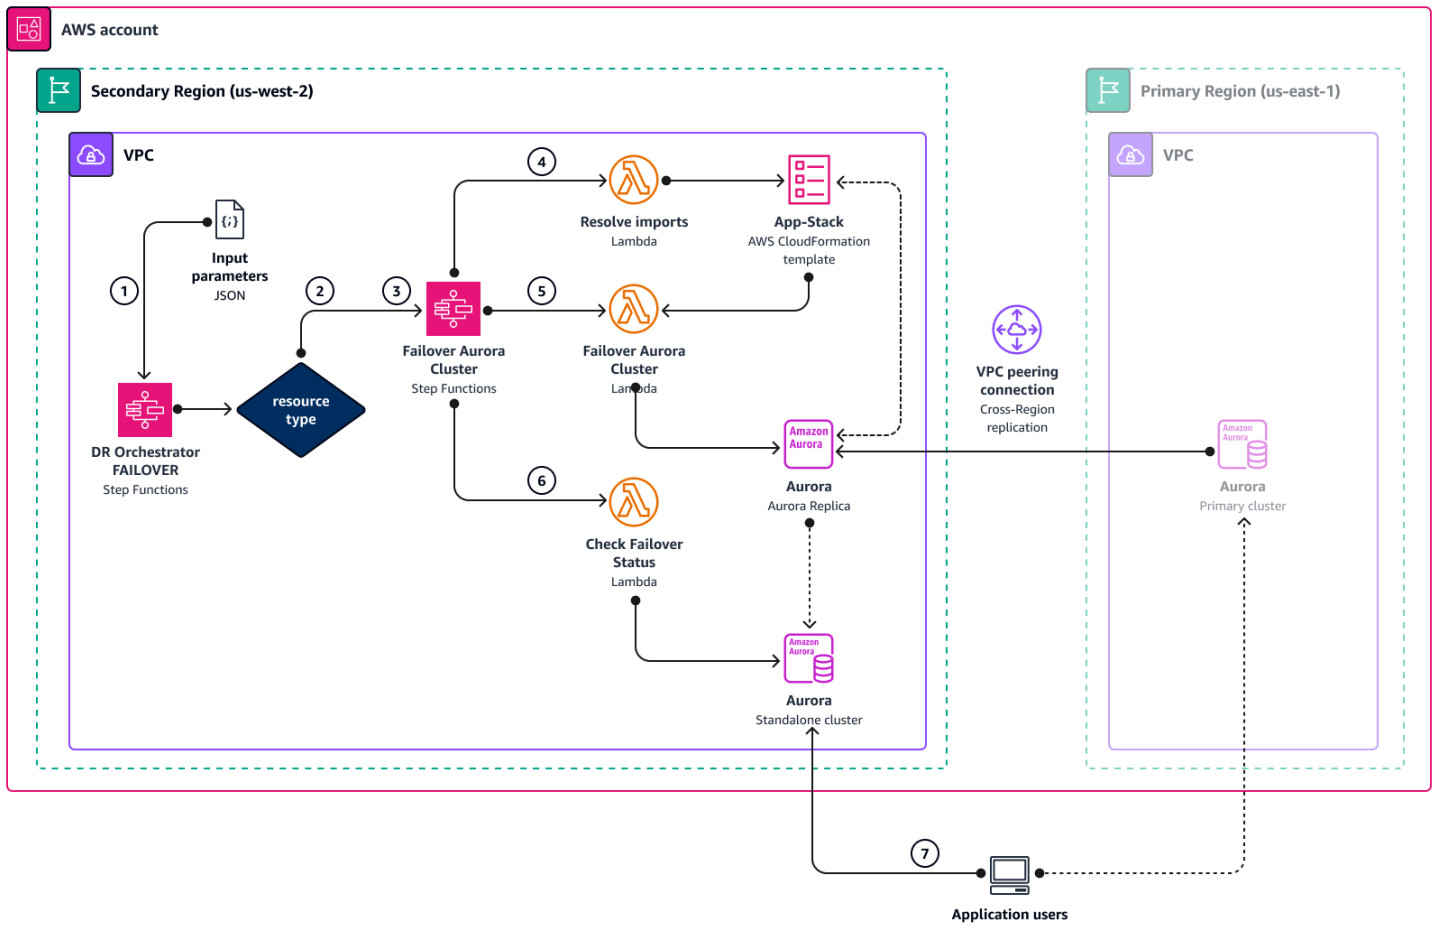 AWS account
Secondary Region (us-west-2)
Primary Region (us-east-1)
VPC
VPC
4
{;}
Resolve imports
Lambda
App-Stack
AWS CloudFormation
template
Input
parameters
JSON
1
2
3
5
Failover Aurora
Cluster
Step Functions
Failover Aurora
Cluster
Lambda
VPC peering
connection
Cross-Region
replication
resource
type
DR Orchestrator
FAILOVER
Step Functions
Amazon
Aurora
Aurora
Aurora Replica
Amazon
Aurora
Aurora
Primary cluster
6
Check Failover
Status
Lambda
Amazon
Aurora
Aurora
Standalone cluster
7
Application users